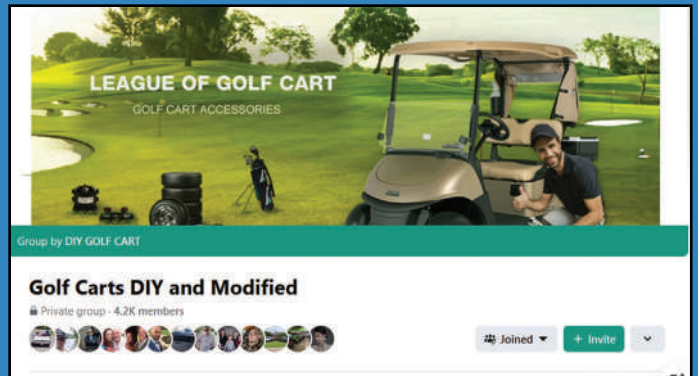 LEAGUE OF GOLF CART
GOLF CART ACCESSORIES
Group by DIY GOLF CART
Golf Carts DIY and Modified
Private group · 4.2K members
Joined
+ Invite